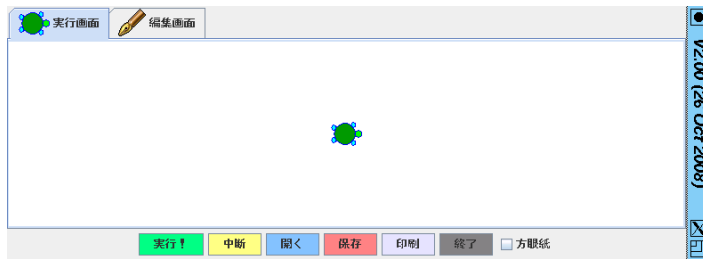 実行画面
編集画面
実行！
中断
開く
保存
印刷
終了
方眼紙
V2.00 (26 Oct 2008)